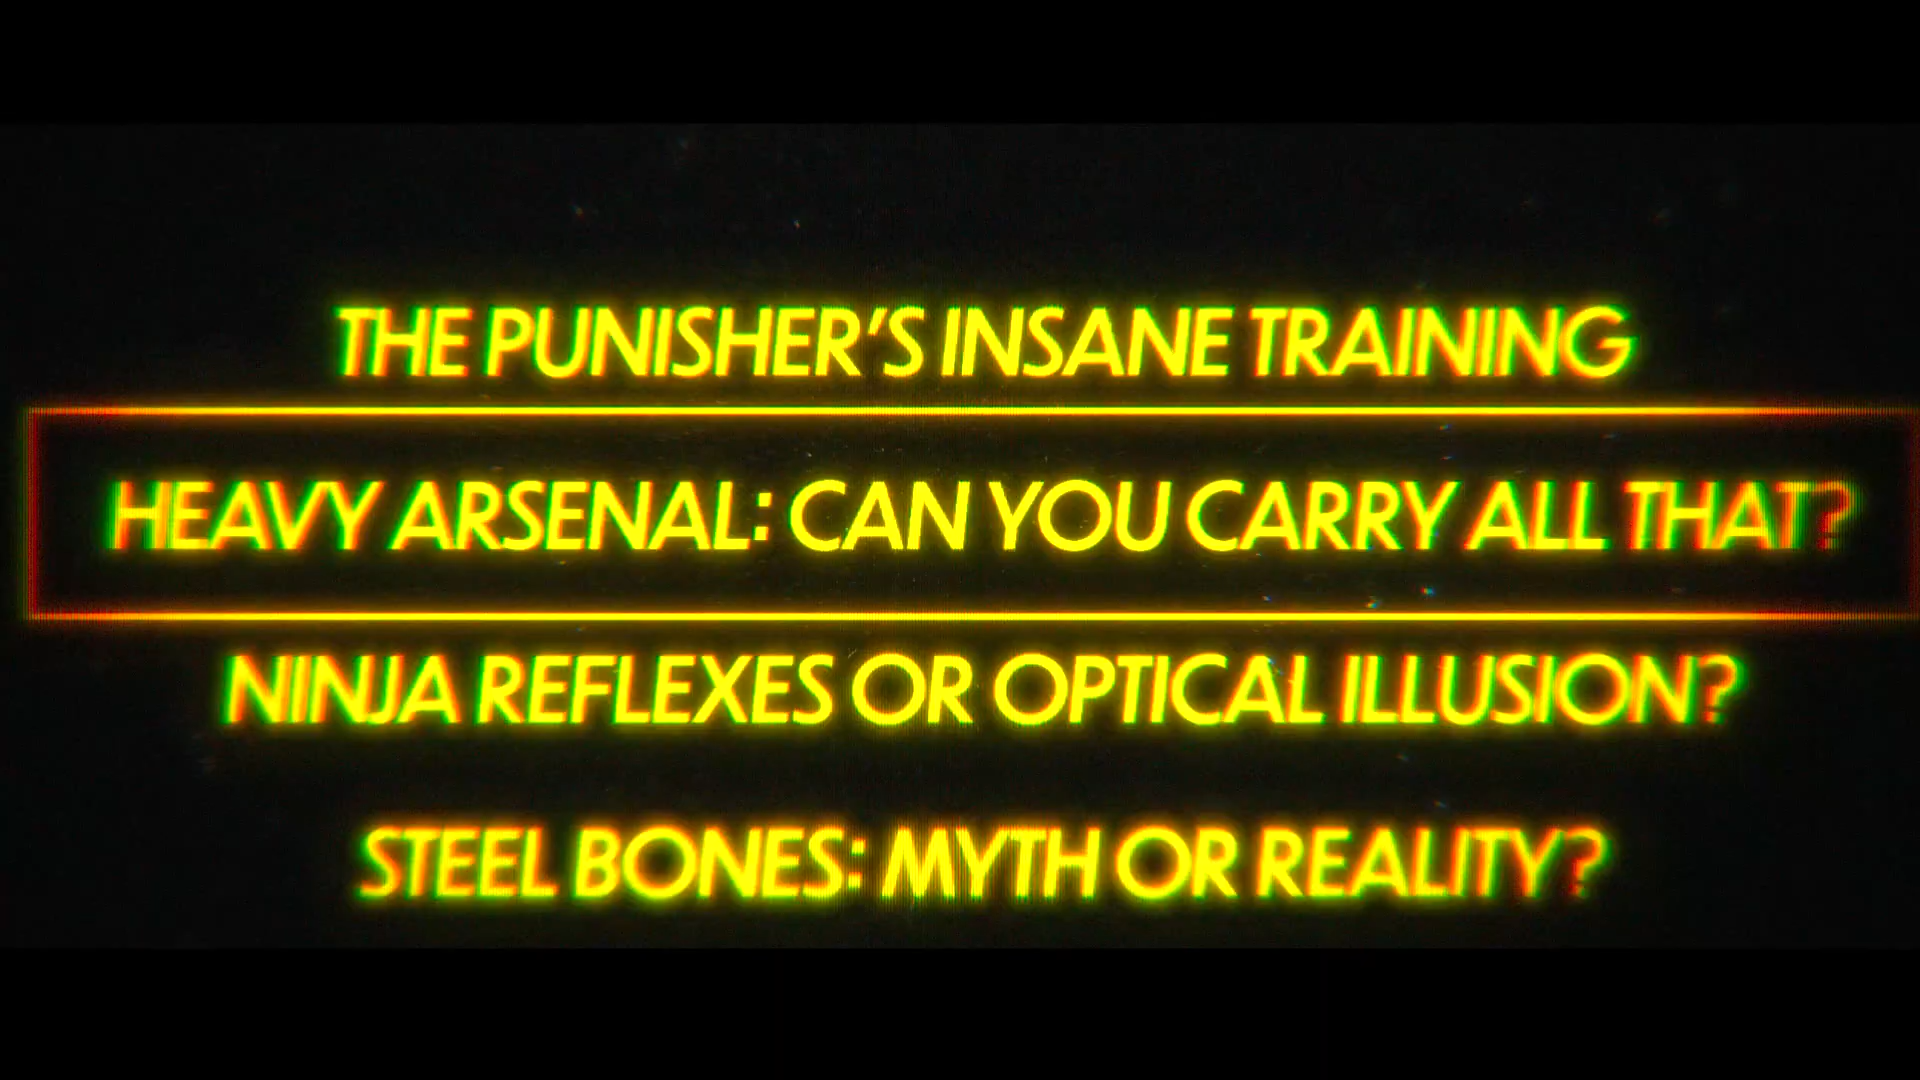 THE PUNISHER'S INSANE TRAINING
HEAVY ARSENAL: CAN YOU CARRY ALL THAT?
NINJA REFLEXES OR OPTICAL ILLUSION?
STEEL BONES: MYTH OR REALITY?